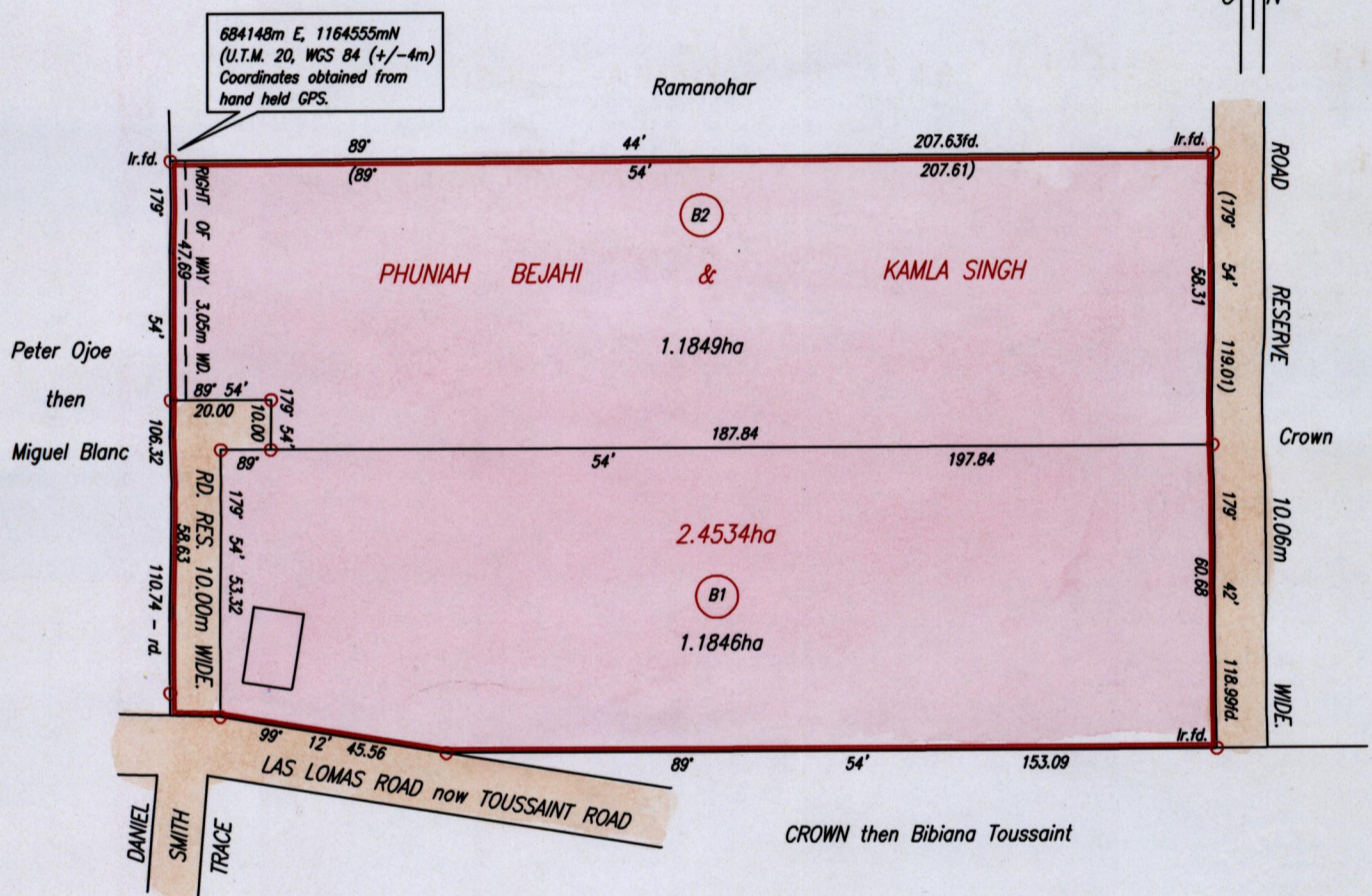 684148m E, 1164555mN
(U.T.M. 20, WGS 84 (+/-4m)
Coordinates obtained from
hand held GPS.
Ramanohar
Ir.fd.
89° 44' 207.63fd.
Ir.fd.
(89° 54' 207.61)
B2
PHUNIAH BEJAHI & KAMLA SINGH
1.1849ha
179° 54' 106.32
110.74 - rd.
47.69
RIGHT OF WAY 3.05m WD.
Peter Ojoe
then
Miguel Blanc
89° 54'
20.00
10.00
179° 54'
187.84
89° 54' 197.84
58.63
RD. RES. 10.00m WIDE.
179° 54' 53.32
2.4534ha
B1
1.1846ha
58.31
60.68
(179° 54' 119.01)
179° 42' 118.99fd.
ROAD RESERVE 10.06m WIDE.
Crown
Ir.fd.
99° 12' 45.56
89° 54' 153.09
LAS LOMAS ROAD now TOUSSAINT ROAD
DANIEL
SMITH
TRACE
CROWN then Bibiana Toussaint